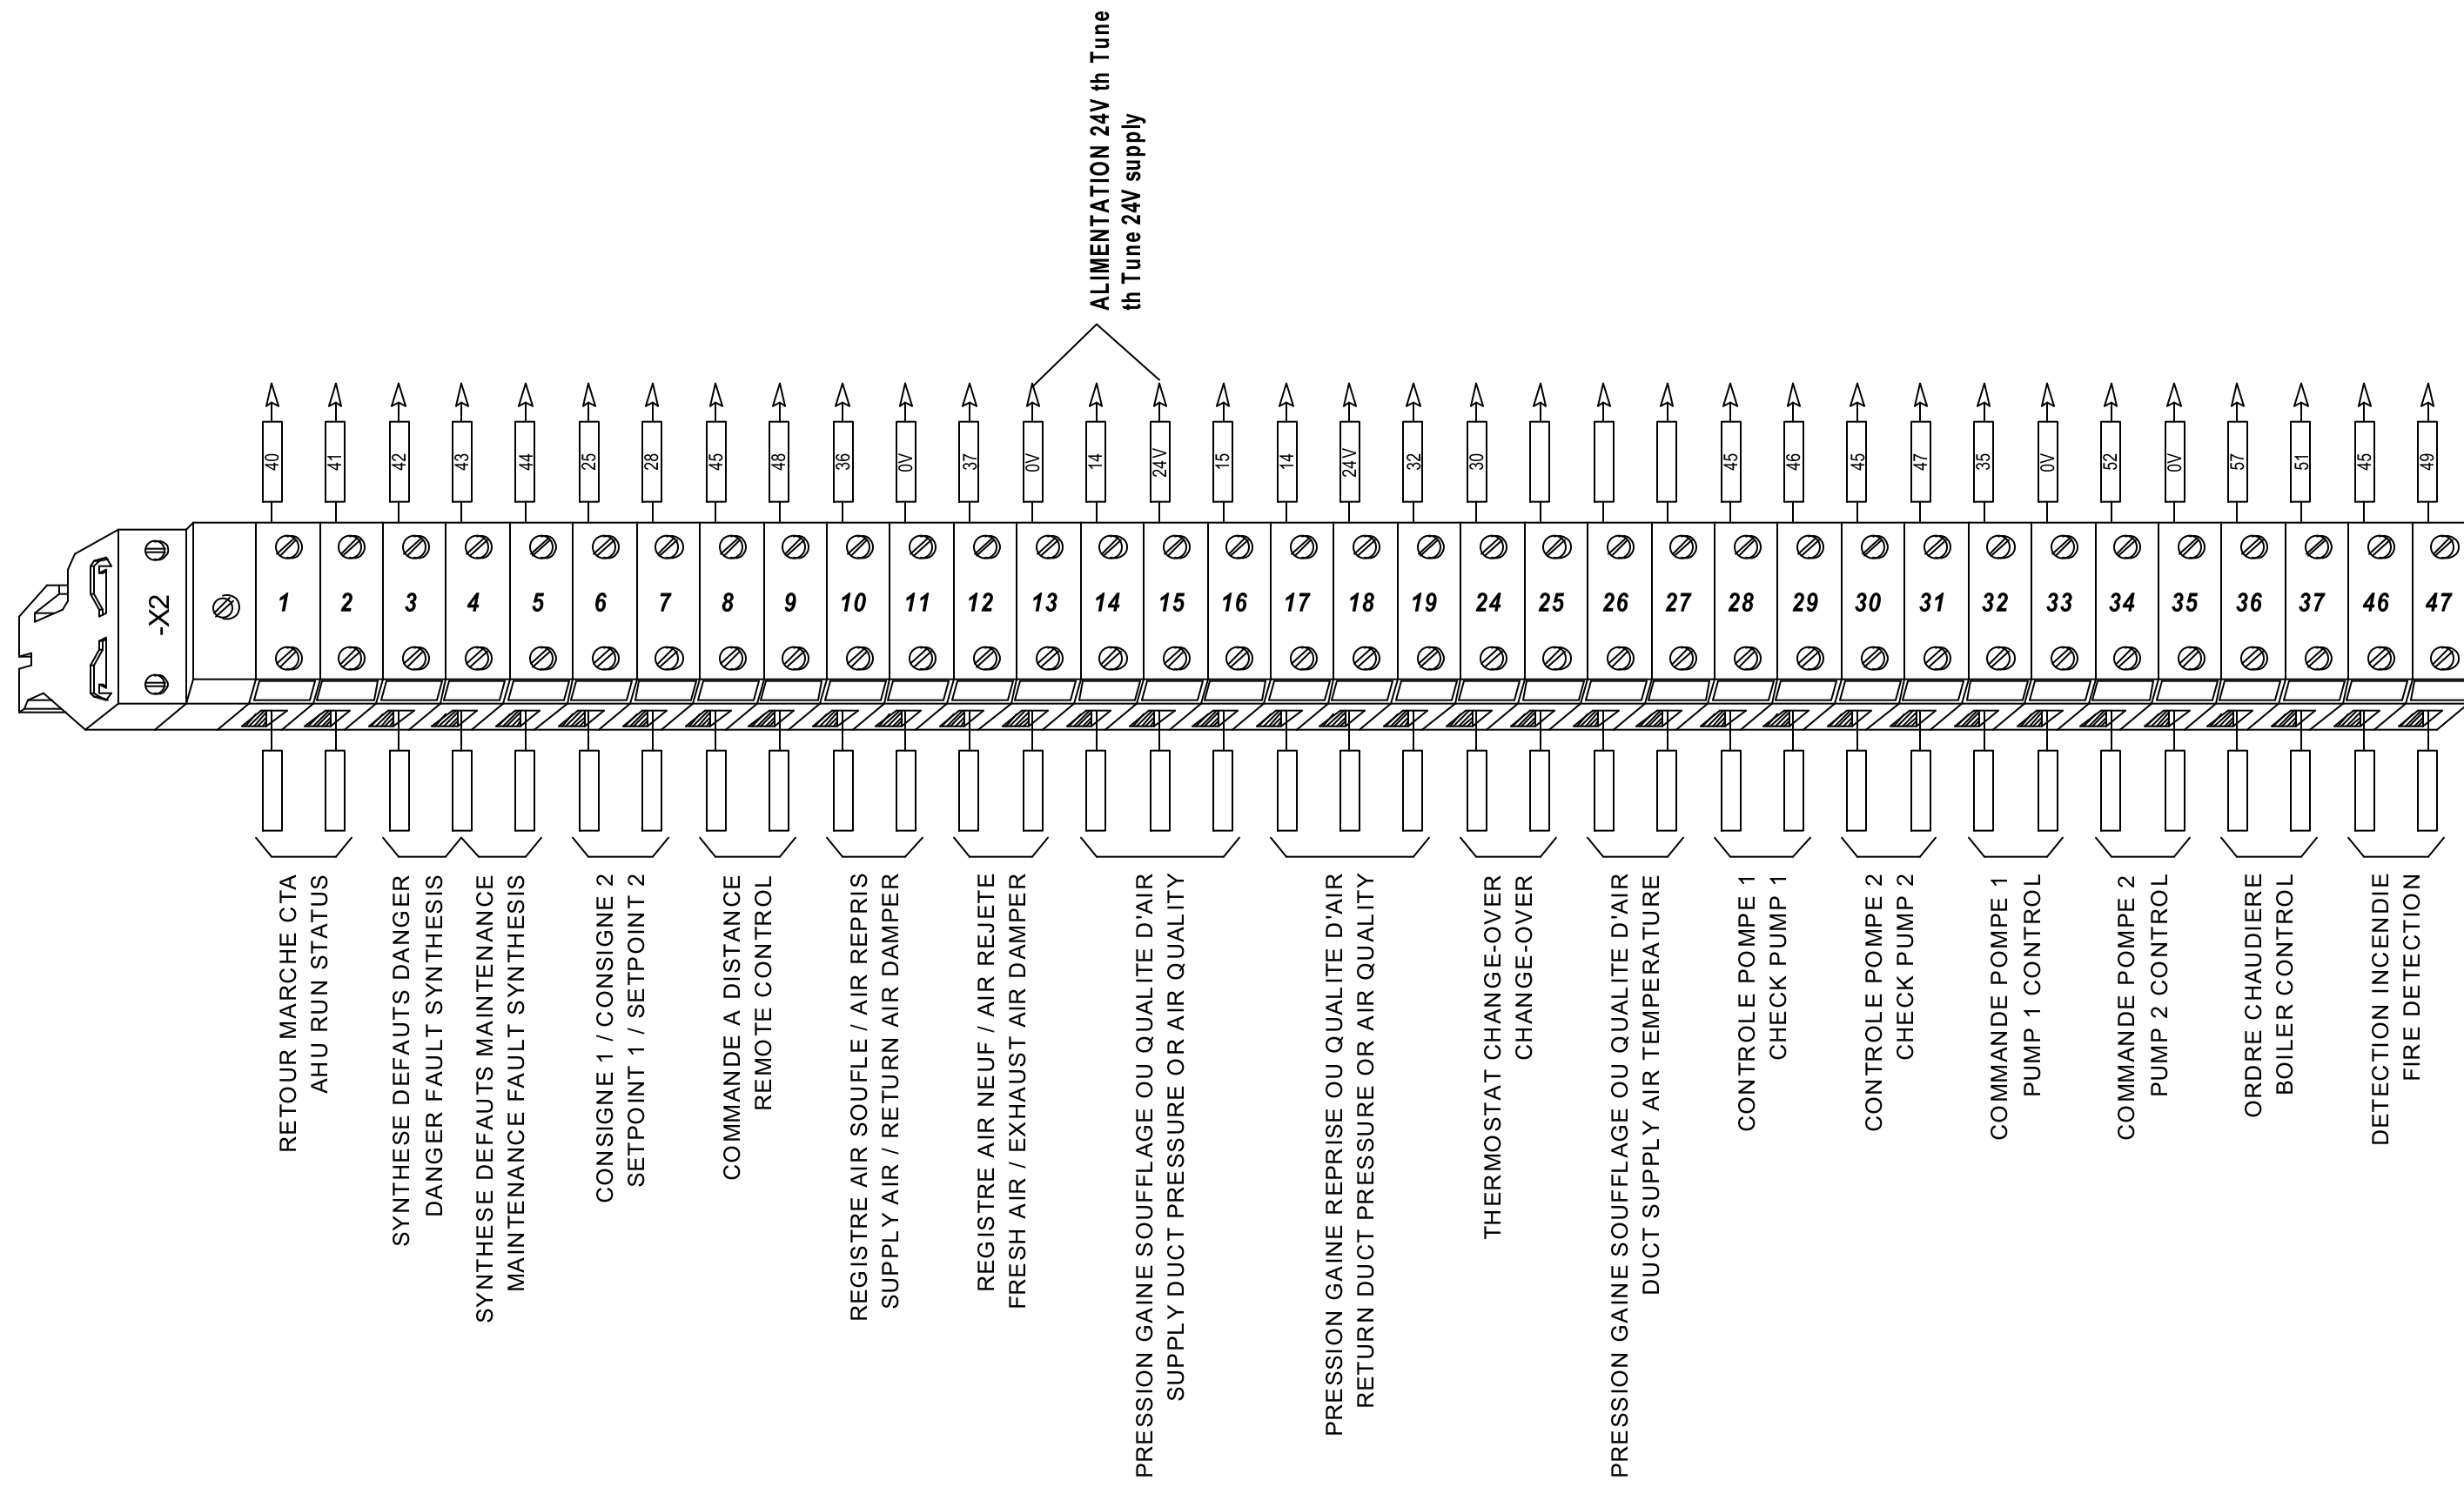 ALIMENTATION 24V th Tune
th Tune 24V supply
40
41
42
43
44
25
28
45
48
36
0V
37
0V
14
24V
15
14
24V
32
30
45
46
45
47
35
0V
52
0V
57
51
45
49
-X2
1
2
3
4
5
6
7
8
9
10
11
12
13
14
15
16
17
18
19
24
25
26
27
28
29
30
31
32
33
34
35
36
37
46
47
RETOUR MARCHE CTA
AHU RUN STATUS
SYNTHESE DEFAUTS DANGER
DANGER FAULT SYNTHESIS
SYNTHESE DEFAUTS MAINTENANCE
MAINTENANCE FAULT SYNTHESIS
CONSIGNE 1 / CONSIGNE 2
SETPOINT 1 / SETPOINT 2
COMMANDE A DISTANCE
REMOTE CONTROL
REGISTRE AIR SOUFLE / AIR REPRIS
SUPPLY AIR / RETURN AIR DAMPER
REGISTRE AIR NEUF / AIR REJETE
FRESH AIR / EXHAUST AIR DAMPER
PRESSION GAINE SOUFFLAGE OU QUALITE D'AIR
SUPPLY DUCT PRESSURE OR AIR QUALITY
PRESSION GAINE REPRISE OU QUALITE D'AIR
RETURN DUCT PRESSURE OR AIR QUALITY
THERMOSTAT CHANGE-OVER
CHANGE-OVER
PRESSION GAINE SOUFFLAGE OU QUALITE D'AIR
DUCT SUPPLY AIR TEMPERATURE
CONTROLE POMPE 1
CHECK PUMP 1
CONTROLE POMPE 2
CHECK PUMP 2
COMMANDE POMPE 1
PUMP 1 CONTROL
COMMANDE POMPE 2
PUMP 2 CONTROL
ORDRE CHAUDIERE
BOILER CONTROL
DETECTION INCENDIE
FIRE DETECTION